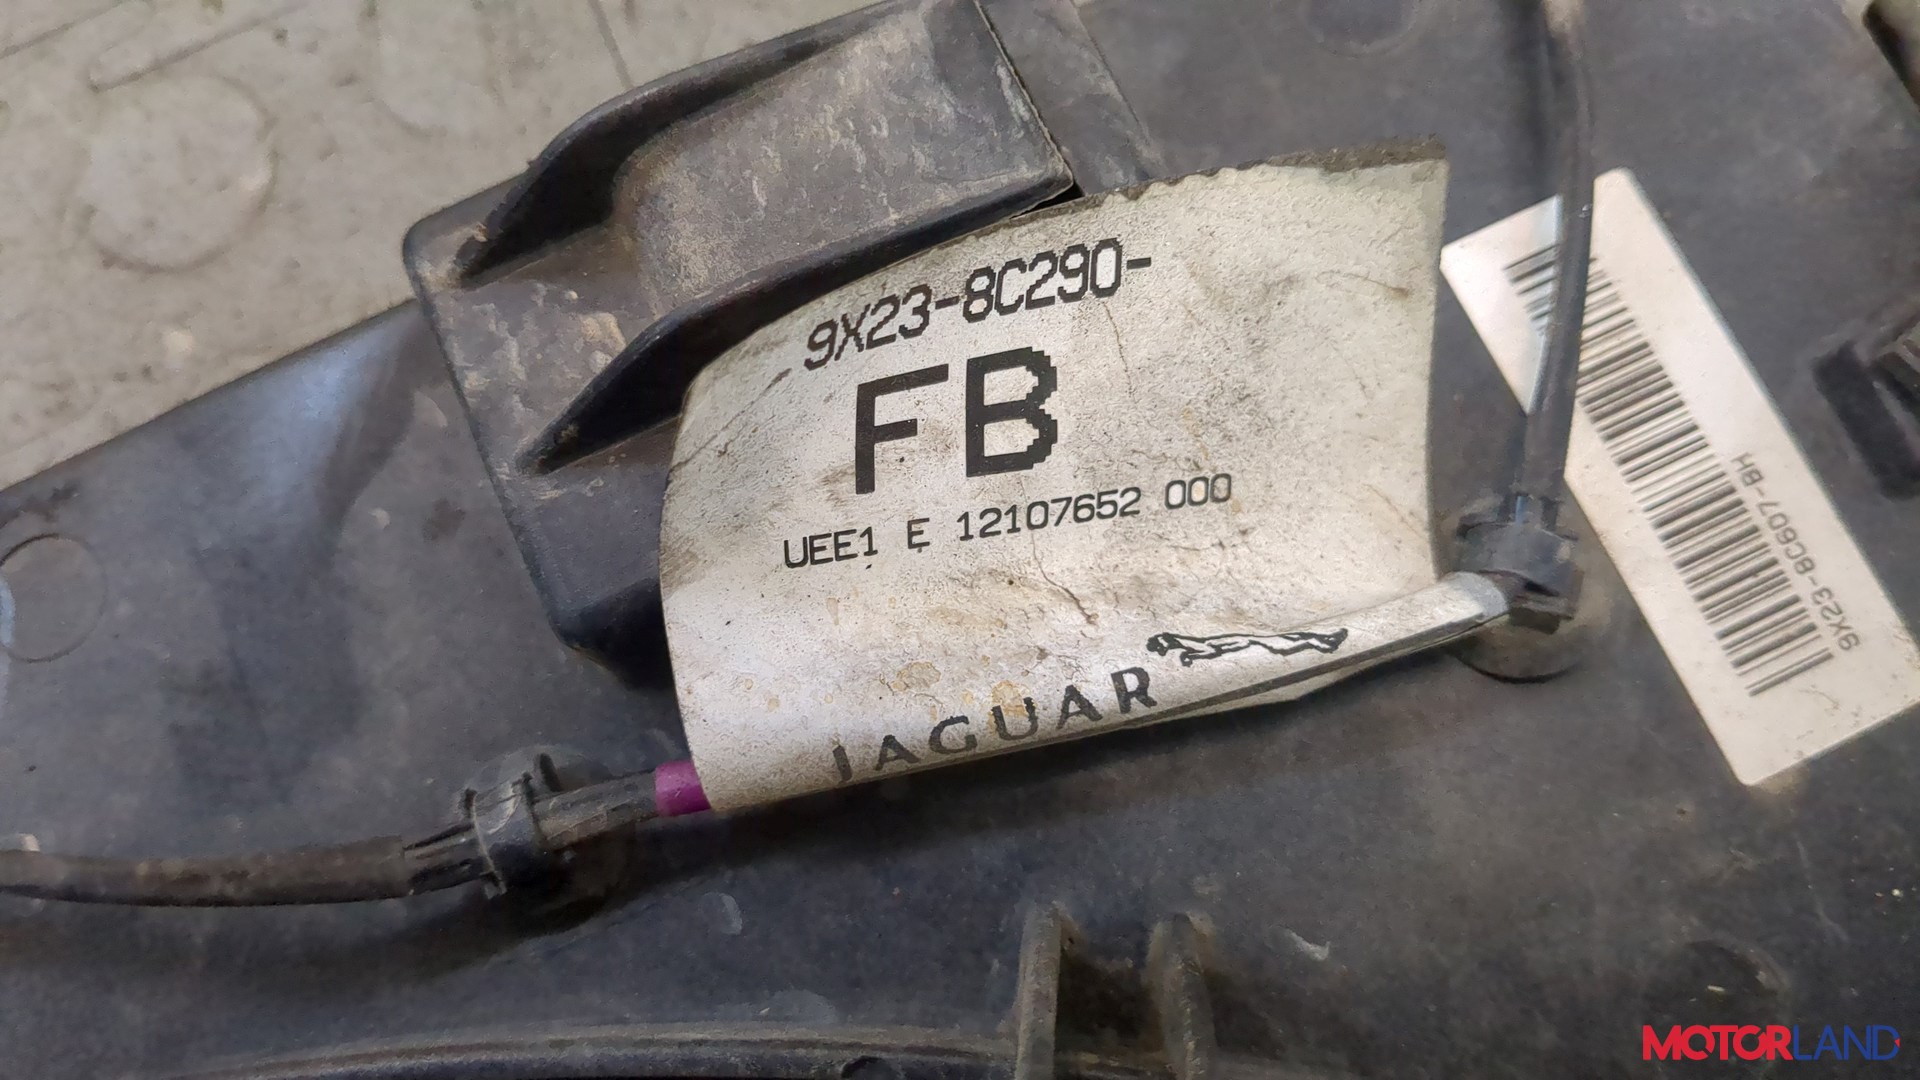 9X23-8C290-
FB
UEE1 E 12107652 000
JAGUAR
9X23-8C607-BH
MOTORLAND